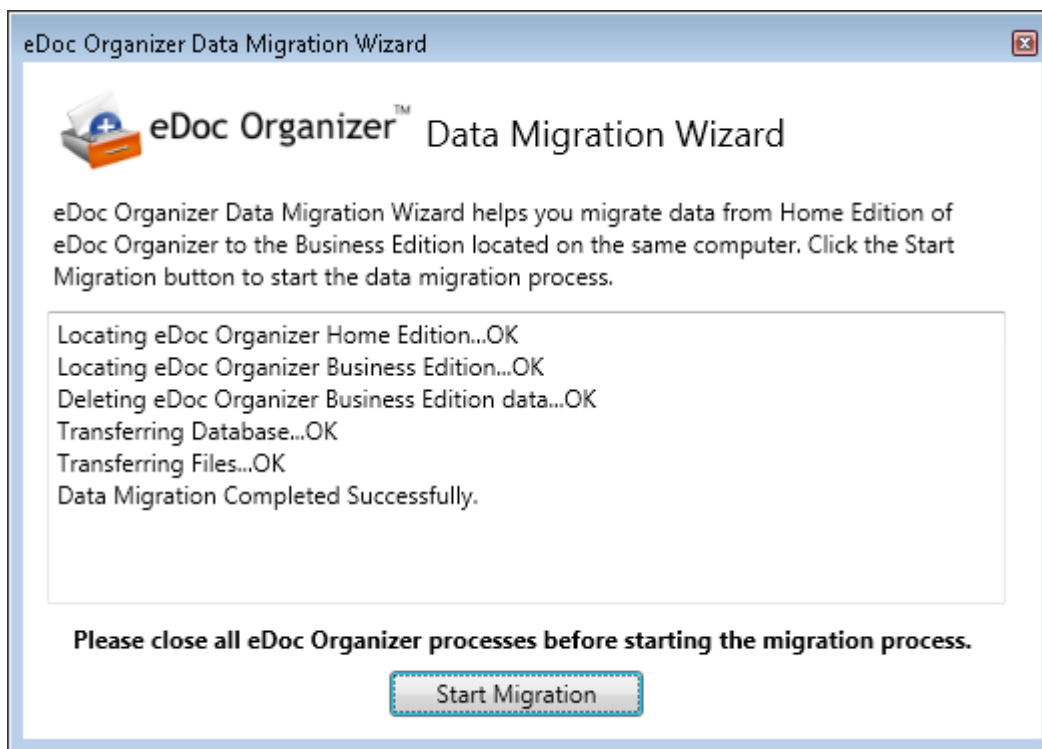 eDoc Organizer Data Migration Wizard
eDoc Organizer™ Data Migration Wizard
eDoc Organizer Data Migration Wizard helps you migrate data from Home Edition of
eDoc Organizer to the Business Edition located on the same computer. Click the Start
Migration button to start the data migration process.
Locating eDoc Organizer Home Edition...OK
Locating eDoc Organizer Business Edition...OK
Deleting eDoc Organizer Business Edition data...OK
Transferring Database...OK
Transferring Files...OK
Data Migration Completed Successfully.
Please close all eDoc Organizer processes before starting the migration process.
Start Migration